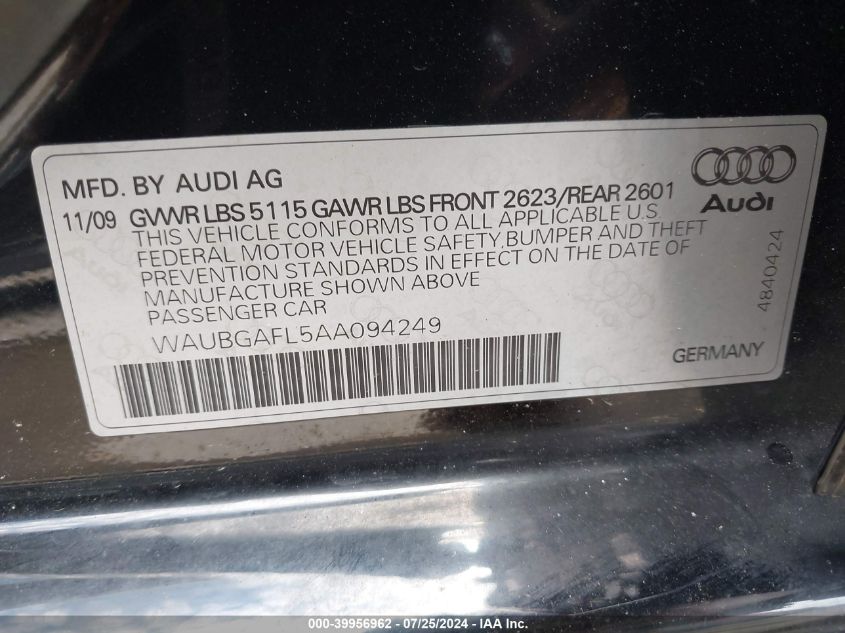 MFD. BY AUDI AG
11/09 GVWR LBS 5115 GAWR LBS FRONT 2623/REAR 2601
THIS VEHICLE CONFORMS TO ALL APPLICABLE U.S.
FEDERAL MOTOR VEHICLE SAFETY, BUMPER AND THEFT
PREVENTION STANDARDS IN EFFECT ON THE DATE OF
MANUFACTURE SHOWN ABOVE
PASSENGER CAR
WAUBGAFL5AA094249
Audi
4840424
GERMANY
000-39956962 / 07/25/2024 - IAA Inc.